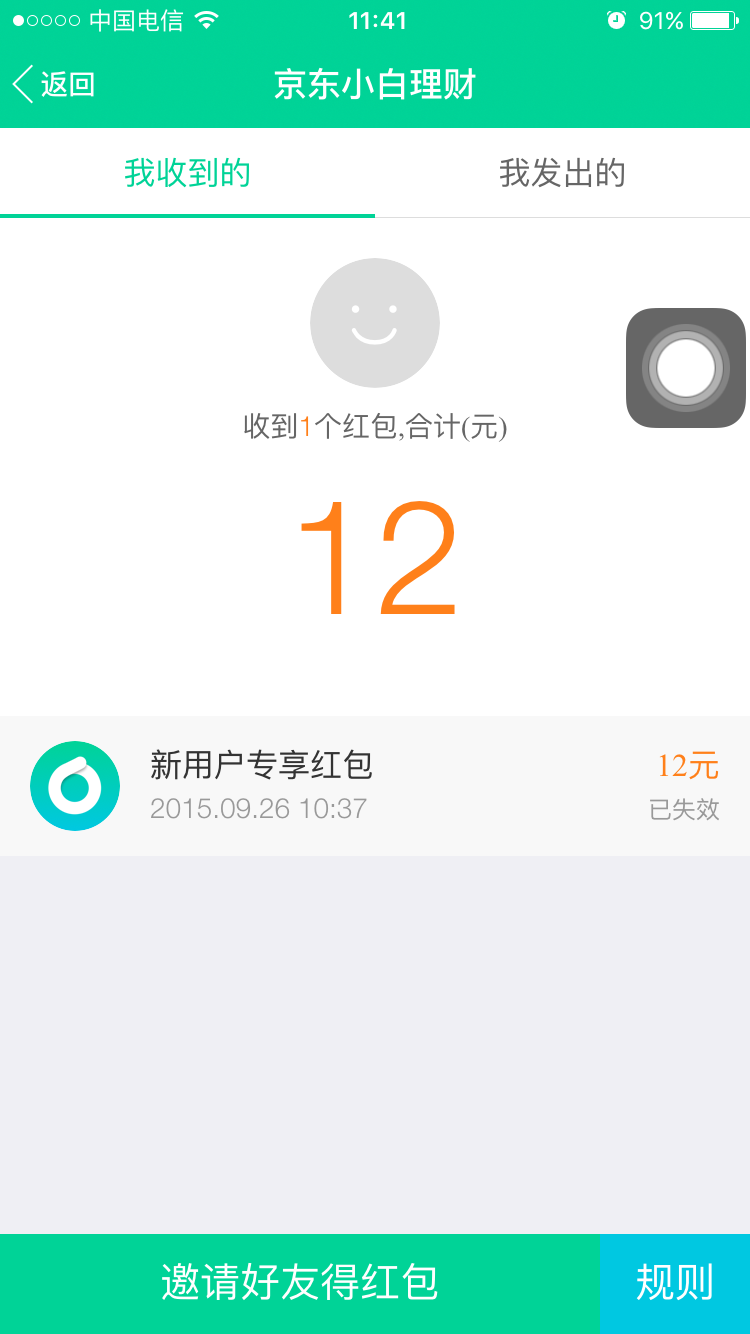 中国电信 11:41 91%
返回 京东小白理财
我收到的 我发出的
收到1个红包,合计(元)
12
新用户专享红包 12元
2015.09.26 10:37 已失效
邀请好友得红包 规则